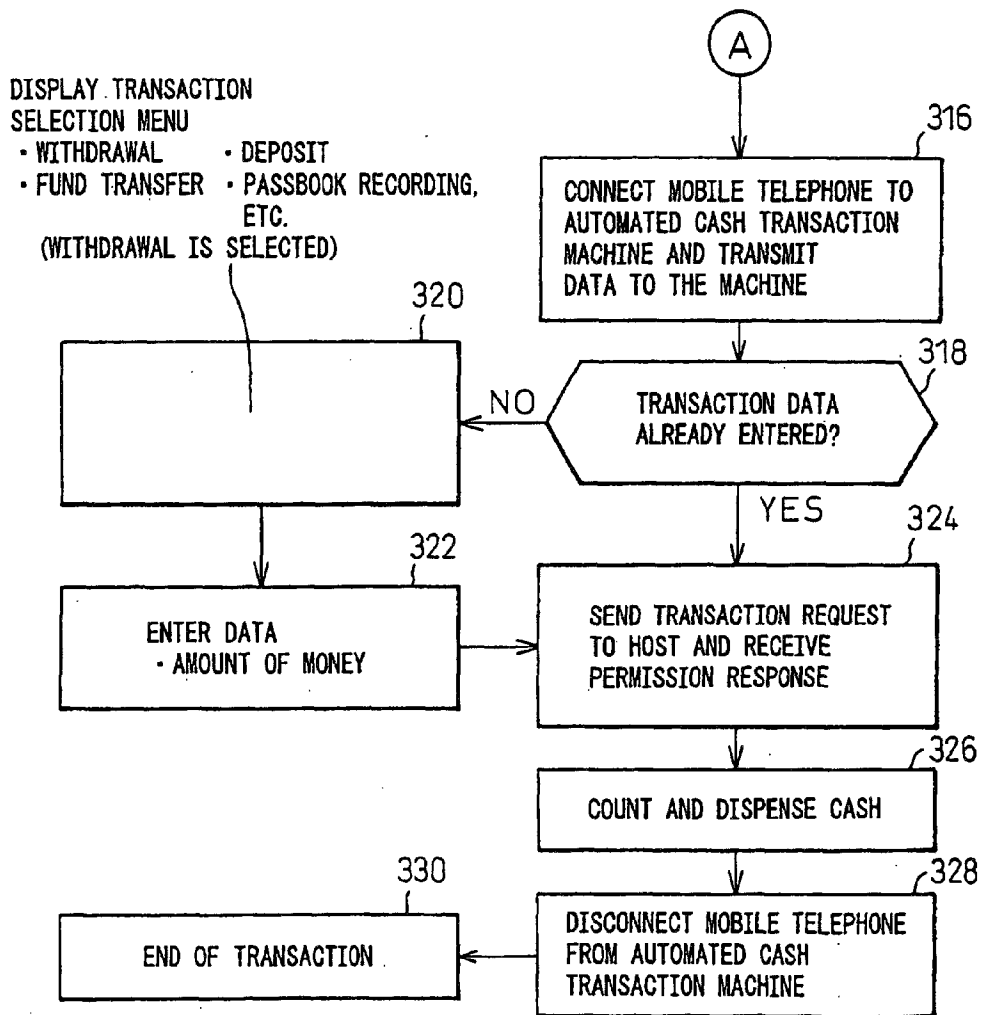 A
316
CONNECT MOBILE TELEPHONE TO
AUTOMATED CASH TRANSACTION
MACHINE AND TRANSMIT
DATA TO THE MACHINE
318
TRANSACTION DATA
ALREADY ENTERED?
NO
YES
DISPLAY TRANSACTION
SELECTION MENU
・WITHDRAWAL ・DEPOSIT
・FUND TRANSFER ・PASSBOOK RECORDING,
ETC.
(WITHDRAWAL IS SELECTED)
320
322
ENTER DATA
・AMOUNT OF MONEY
324
SEND TRANSACTION REQUEST
TO HOST AND RECEIVE
PERMISSION RESPONSE
326
COUNT AND DISPENSE CASH
328
DISCONNECT MOBILE TELEPHONE
FROM AUTOMATED CASH
TRANSACTION MACHINE
330
END OF TRANSACTION